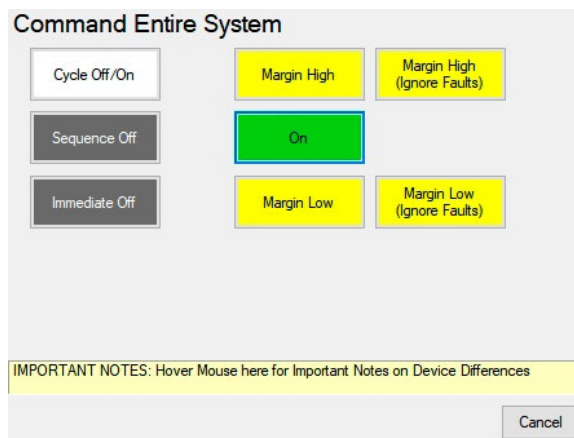 Command Entire System
Cycle Off/On
Margin High
Margin High
(Ignore Faults)
Sequence Off
On
Immediate Off
Margin Low
Margin Low
(Ignore Faults)
IMPORTANT NOTES: Hover Mouse here for Important Notes on Device Differences
Cancel